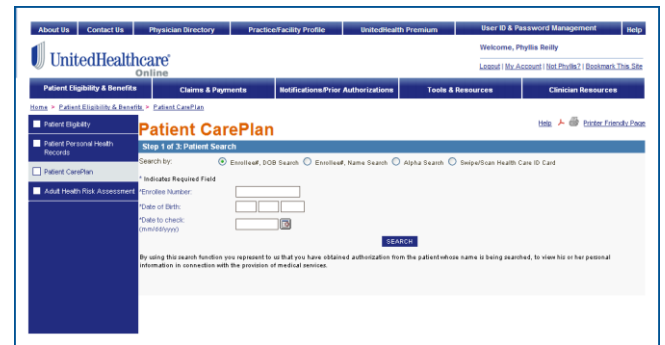 About Us Contact Us Physician Directory Practice/Facility Profile UnitedHealth Premium User ID & Password Management Help
Welcome, Phyllis Reilly
UnitedHealthcare®
Online
Logout | My Account | Not Phyllis? | Bookmark This Site
Patient Eligibility & Benefits Claims & Payments Notifications/Prior Authorizations Tools & Resources Clinician Resources
Home > Patient Eligibility & Benefits > Patient CarePlan
Patient Eligibility
Patient Personal Health
Records
Patient CarePlan
Adult Health Risk Assessment
Patient CarePlan
Help Printer Friendly Page
Step 1 of 3: Patient Search
Search by: Enrollee#, DOB Search Enrollee#, Name Search Alpha Search Swipe/Scan Health Care ID Card
* Indicates Required Field
*Enrollee Number:
*Date of Birth:
*Date to check:
(mm/dd/yyyy)
SEARCH
By using this search function you represent to us that you have obtained authorization from the patient whose name is being searched, to view his or her personal
information in connection with the provision of medical services.